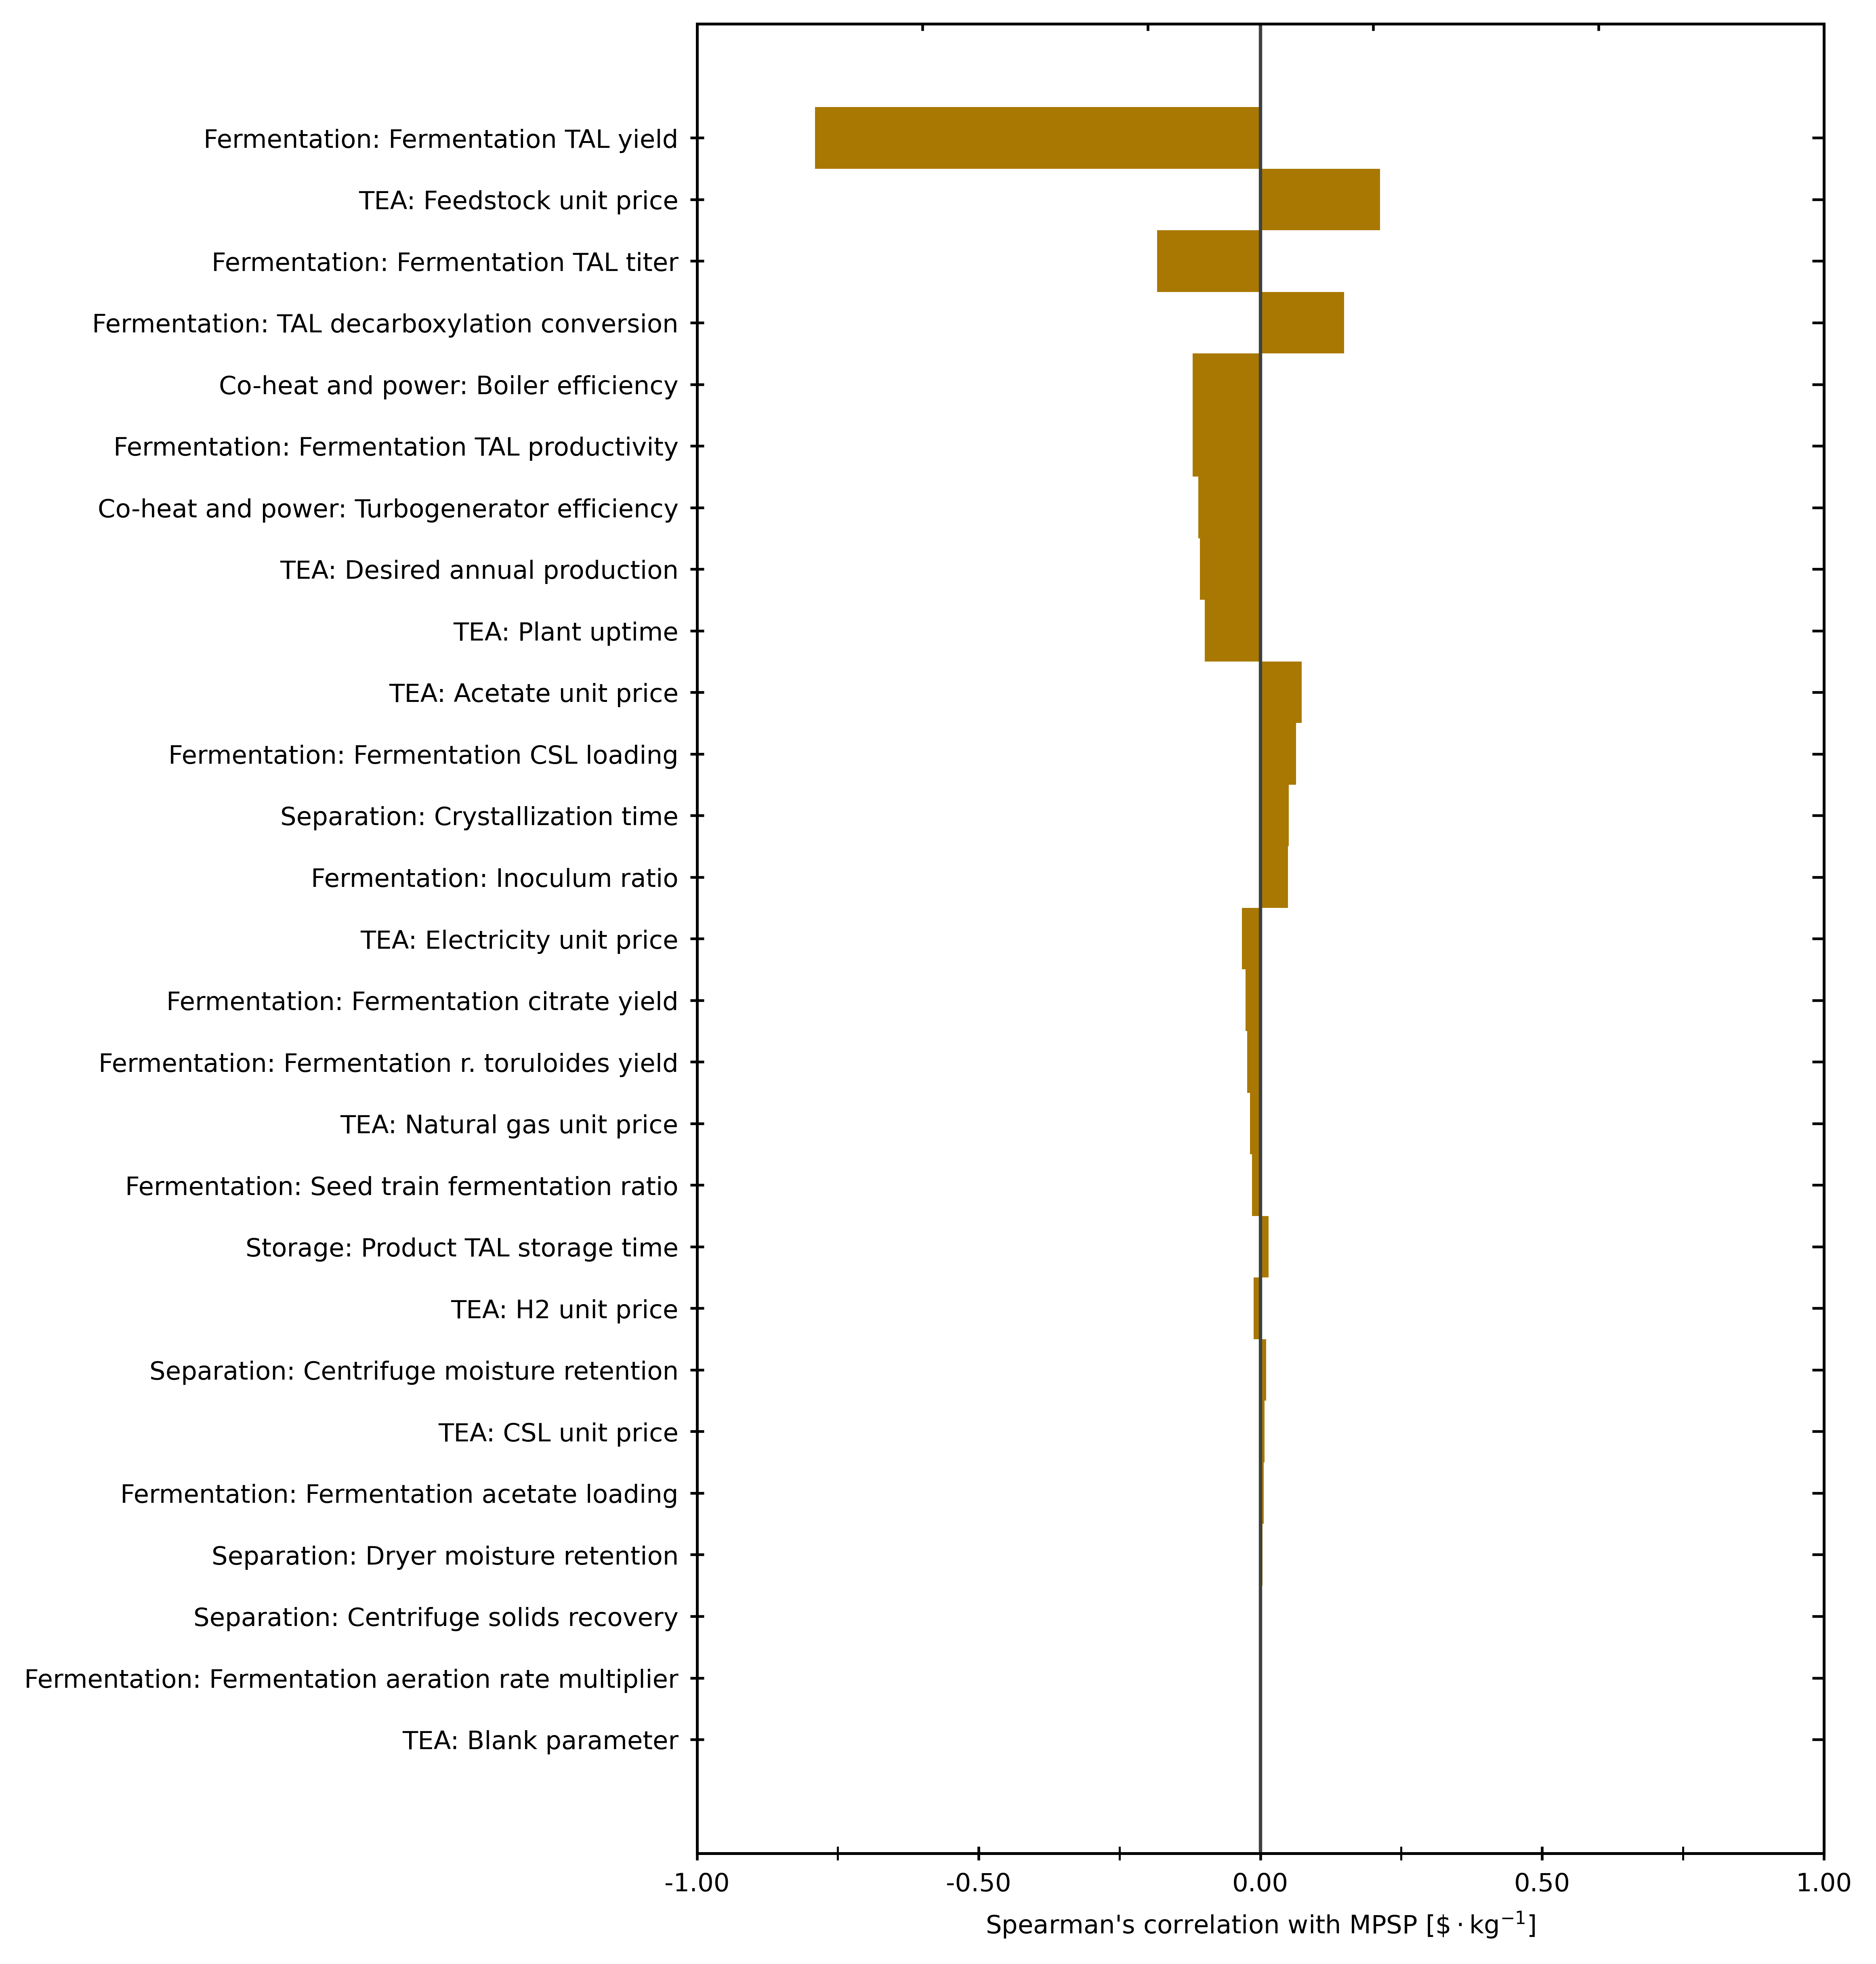 Fermentation: Fermentation TAL yield
TEA: Feedstock unit price
Fermentation: Fermentation TAL titer
Fermentation: TAL decarboxylation conversion
Co-heat and power: Boiler efficiency
Fermentation: Fermentation TAL productivity
Co-heat and power: Turbogenerator efficiency
TEA: Desired annual production
TEA: Plant uptime
TEA: Acetate unit price
Fermentation: Fermentation CSL loading
Separation: Crystallization time
Fermentation: Inoculum ratio
TEA: Electricity unit price
Fermentation: Fermentation citrate yield
Fermentation: Fermentation r. toruloides yield
TEA: Natural gas unit price
Fermentation: Seed train fermentation ratio
Storage: Product TAL storage time
TEA: H2 unit price
Separation: Centrifuge moisture retention
TEA: CSL unit price
Fermentation: Fermentation acetate loading
Separation: Dryer moisture retention
Separation: Centrifuge solids recovery
Fermentation: Fermentation aeration rate multiplier
TEA: Blank parameter
-1.00 -0.50 0.00 0.50 1.00
Spearman's correlation with MPSP [$·kg⁻¹]